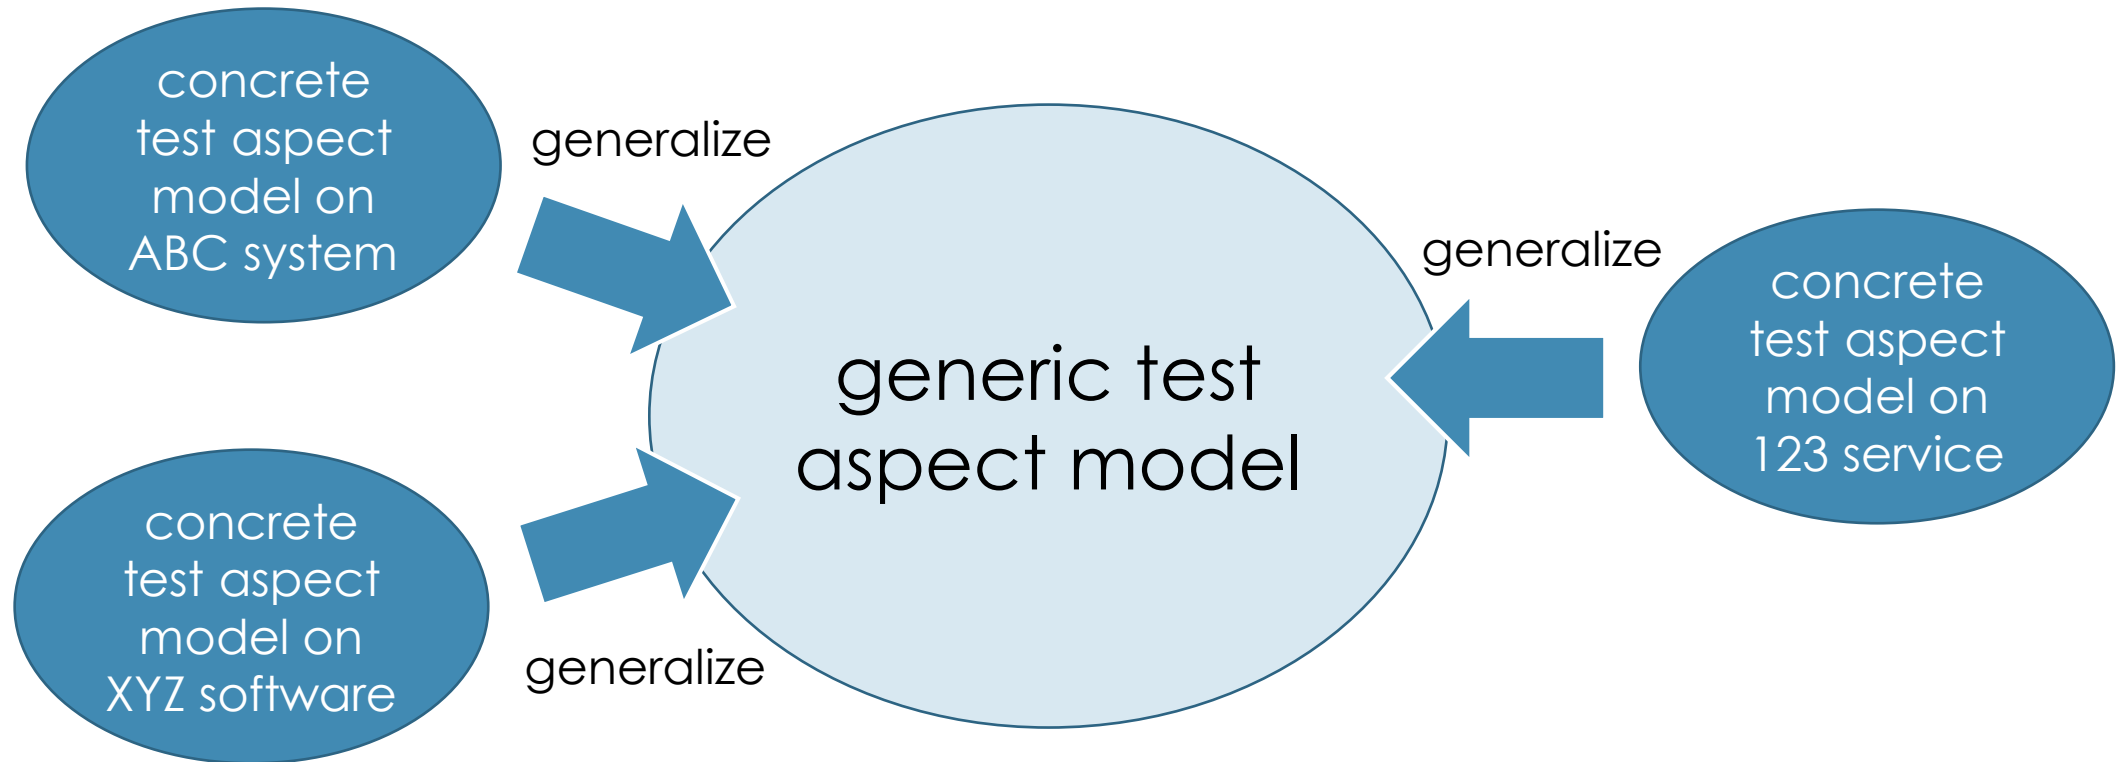 concrete
test aspect
model on
ABC system
generalize
generic test
aspect model
generalize
concrete
test aspect
model on
123 service
concrete
test aspect
model on
XYZ software
generalize